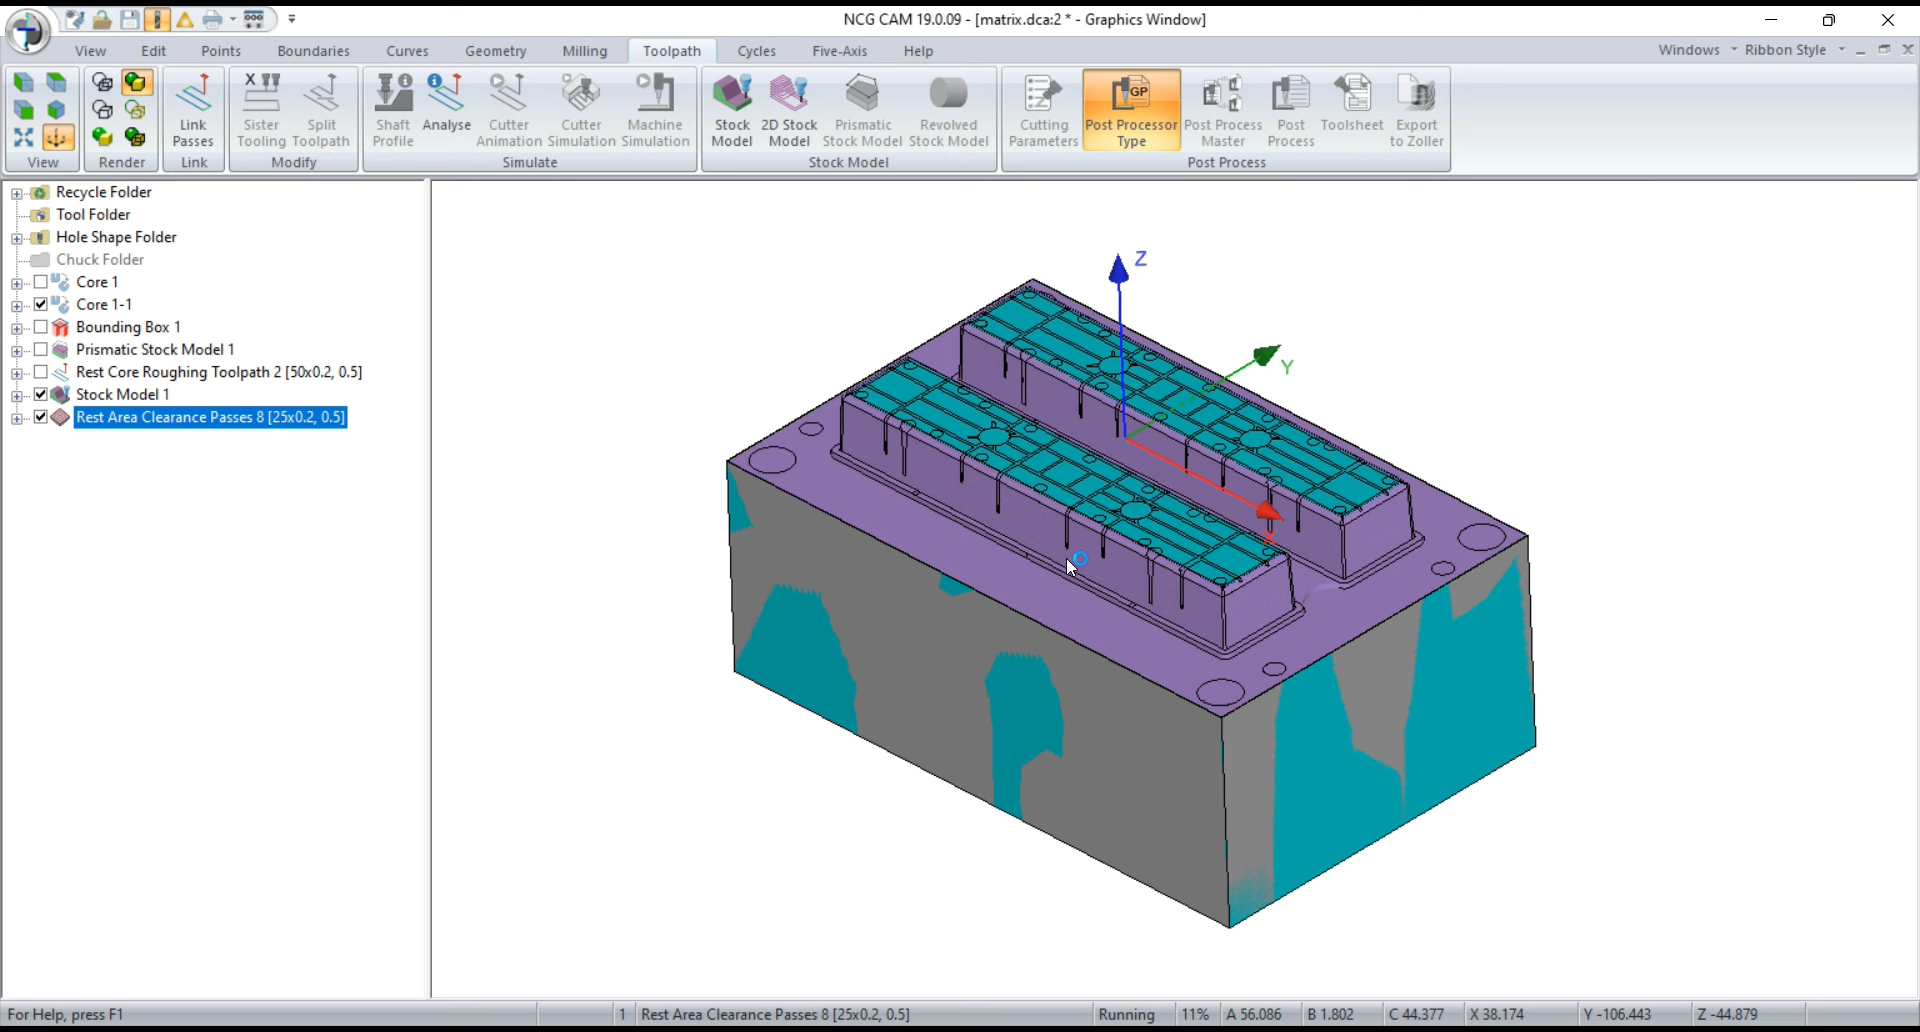 NCG CAM 19.0.09 - [matrix.dca:2 * - Graphics Window]
View Edit Points Boundaries Curves Geometry Milling Toolpath Cycles Five-Axis Help Windows Ribbon Style
Link Passes
X
Sister Tooling
Split Toolpath
Shaft Profile
Analyse
Cutter Animation
Cutter Simulation
Machine Simulation
Stock Model
2D Stock Model
Prismatic Stock Model
Revolved Stock Model
Cutting Parameters
GP
Post Processor Type
Post Process Master
Post Process
Toolsheet
Export to Zoller
View Render Link Modify Simulate Stock Model Post Process
Recycle Folder
Tool Folder
Hole Shape Folder
Chuck Folder
Core 1
Core 1-1
Bounding Box 1
Prismatic Stock Model 1
Rest Core Roughing Toolpath 2 [50x0.2, 0.5]
Stock Model 1
Rest Area Clearance Passes 8 [25x0.2, 0.5]
Z
Y
X
For Help, press F1 1 Rest Area Clearance Passes 8 [25x0.2, 0.5] Running 11% A 56.086 B 1.802 C 44.377 X 38.174 Y -106.443 Z -44.879